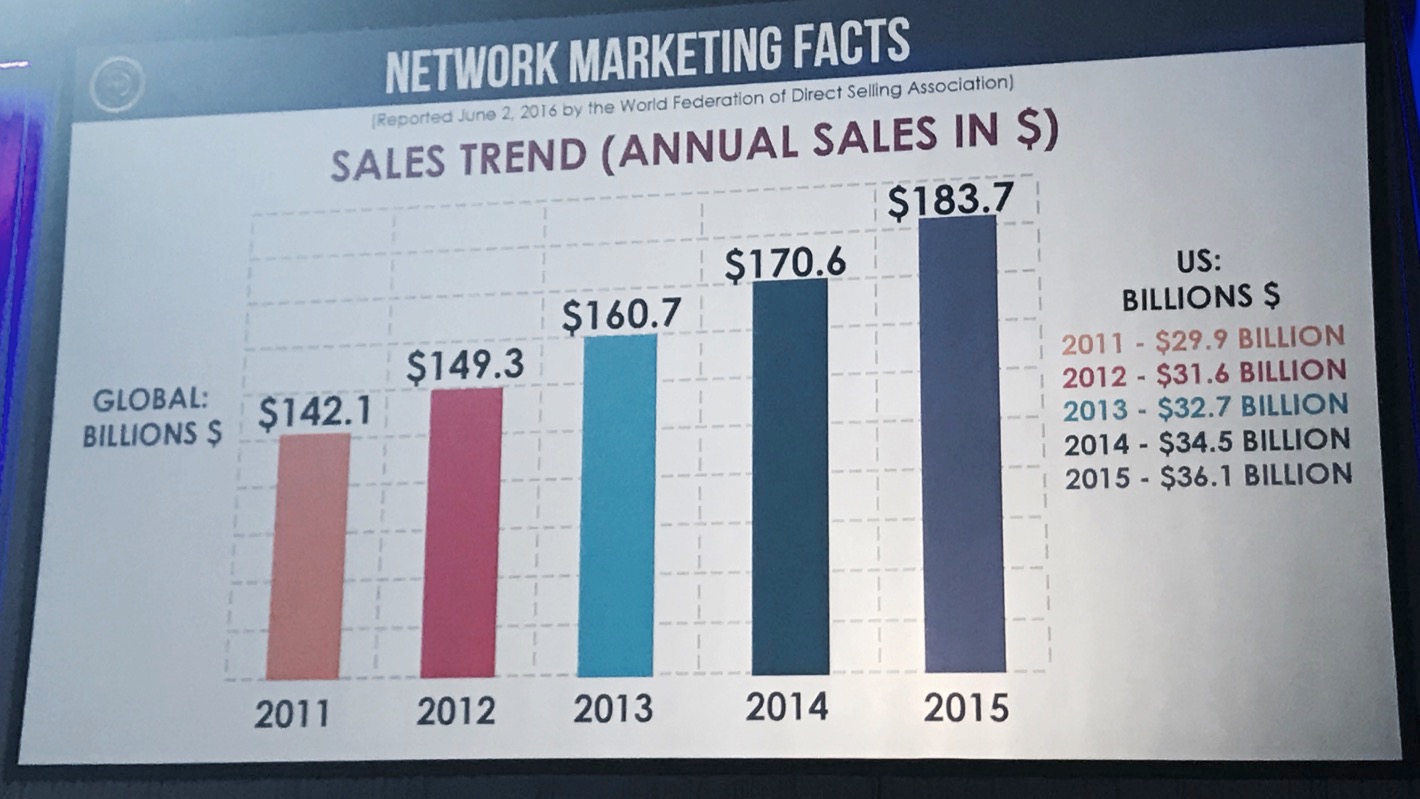 NETWORK MARKETING FACTS
(Reported June 2, 2016 by the World Federation of Direct Selling Association)
SALES TREND (ANNUAL SALES IN $)
GLOBAL:
BILLIONS $
$142.1
$149.3
$160.7
$170.6
$183.7
2011
2012
2013
2014
2015
US:
BILLIONS $
2011 - $29.9 BILLION
2012 - $31.6 BILLION
2013 - $32.7 BILLION
2014 - $34.5 BILLION
2015 - $36.1 BILLION